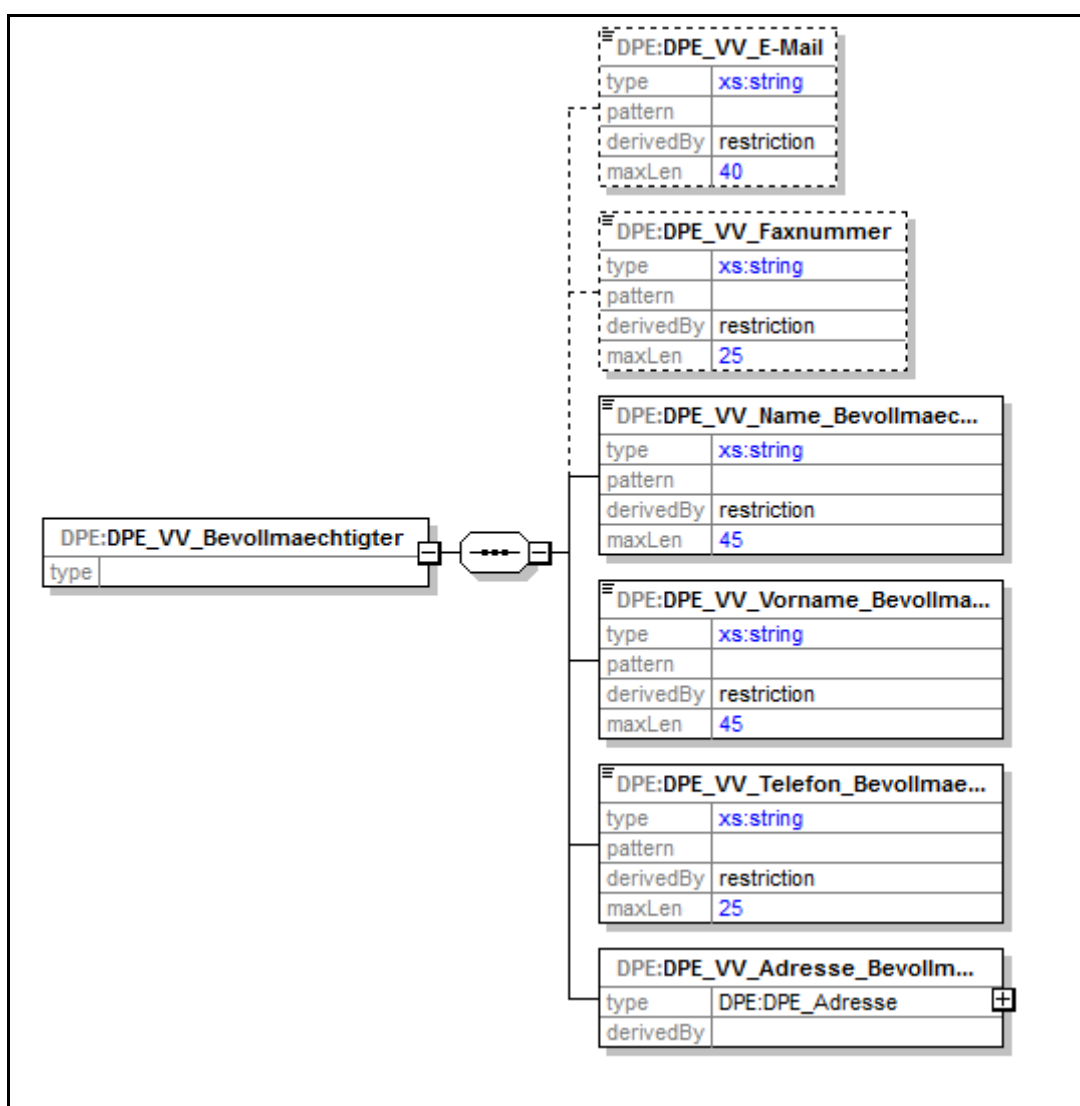 DPE:DPE_VV_E-Mail
type xs:string
pattern
derivedBy restriction
maxLen 40
DPE:DPE_VV_Faxnummer
type xs:string
pattern
derivedBy restriction
maxLen 25
DPE:DPE_VV_Name_Bevollmaec...
type xs:string
pattern
derivedBy restriction
maxLen 45
DPE:DPE_VV_Bevollmaechtigter
type
DPE:DPE_VV_Vorname_Bevollma...
type xs:string
pattern
derivedBy restriction
maxLen 45
DPE:DPE_VV_Telefon_Bevollmae...
type xs:string
pattern
derivedBy restriction
maxLen 25
DPE:DPE_VV_Adresse_Bevollm...
type DPE:DPE_Adresse
derivedBy